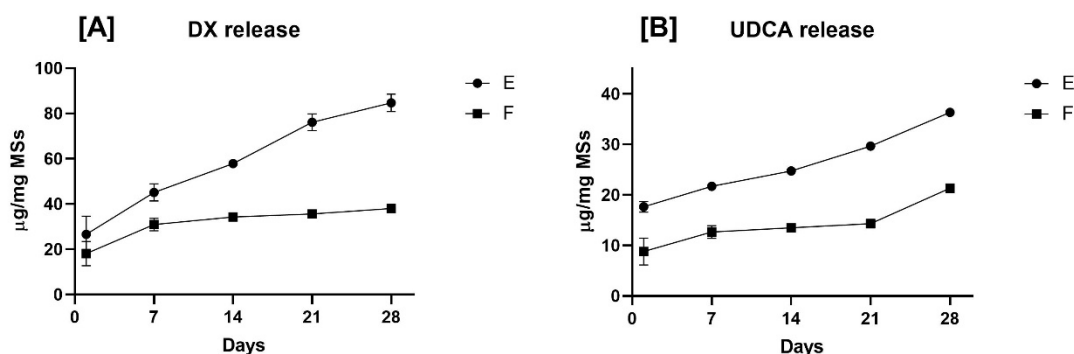 [A] DX release
μg/mg MSs
100
80
60
40
20
0
0 7 14 21 28
Days
E
F
[B] UDCA release
μg/mg MSs
40
30
20
10
0
0 7 14 21 28
Days
E
F